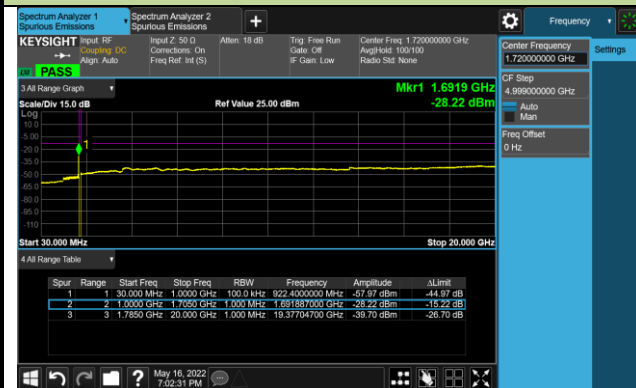 Spectrum Analyzer 1
Spurious Emissions
Spectrum Analyzer 2
Spurious Emissions
+
Frequency
KEYSIGHT
Input: RF
Coupling: DC
Align: Auto
Input Z: 50 Ω
Corrections: On
Freq Ref: Int (S)
Atten: 18 dB
Trig: Free Run
Gate: Off
IF Gain: Low
Center Freq: 1.720000000 GHz
Avg|Hold: 100/100
Radio Std: None
PASS
Center Frequency
1.720000000 GHz
Settings
CF Step
4.999000000 GHz
Auto
Man
Freq Offset
0 Hz
3 All Range Graph
Mkr1 1.6919 GHz
Scale/Div 15.0 dB
Ref Value 25.00 dBm
-28.22 dBm
Log
10.0
-5.00
-20.0
-35.0
-50.0
-65.0
-80.0
-95.0
-110
1
Start 30.000 MHz
Stop 20.000 GHz
4 All Range Table
Spur Range Start Freq Stop Freq RBW Frequency Amplitude ΔLimit
1 1 30.000 MHz 1.0000 GHz 100.0 kHz 922.4000000 MHz -57.97 dBm -44.97 dB
2 2 1.0000 GHz 1.7050 GHz 1.000 MHz 1.691887000 GHz -28.22 dBm -15.22 dB
3 3 1.7850 GHz 20.000 GHz 1.000 MHz 19.37704700 GHz -39.70 dBm -26.70 dB
?
May 16, 2022
7:02:31 PM